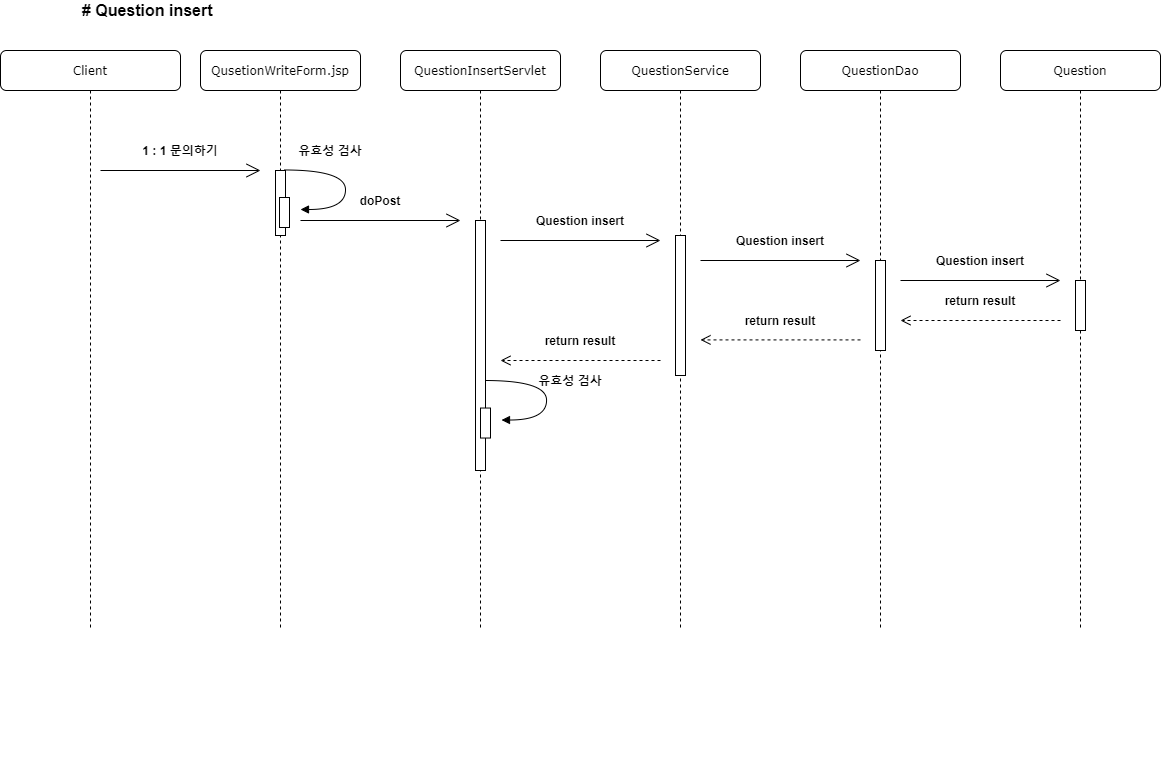 # Question insert
Client
QusetionWriteForm.jsp
QuestionInsertServlet
QuestionService
QuestionDao
Question
1 : 1 문의하기
유효성 검사
doPost
Question insert
Question insert
Question insert
return result
return result
return result
유효성 검사